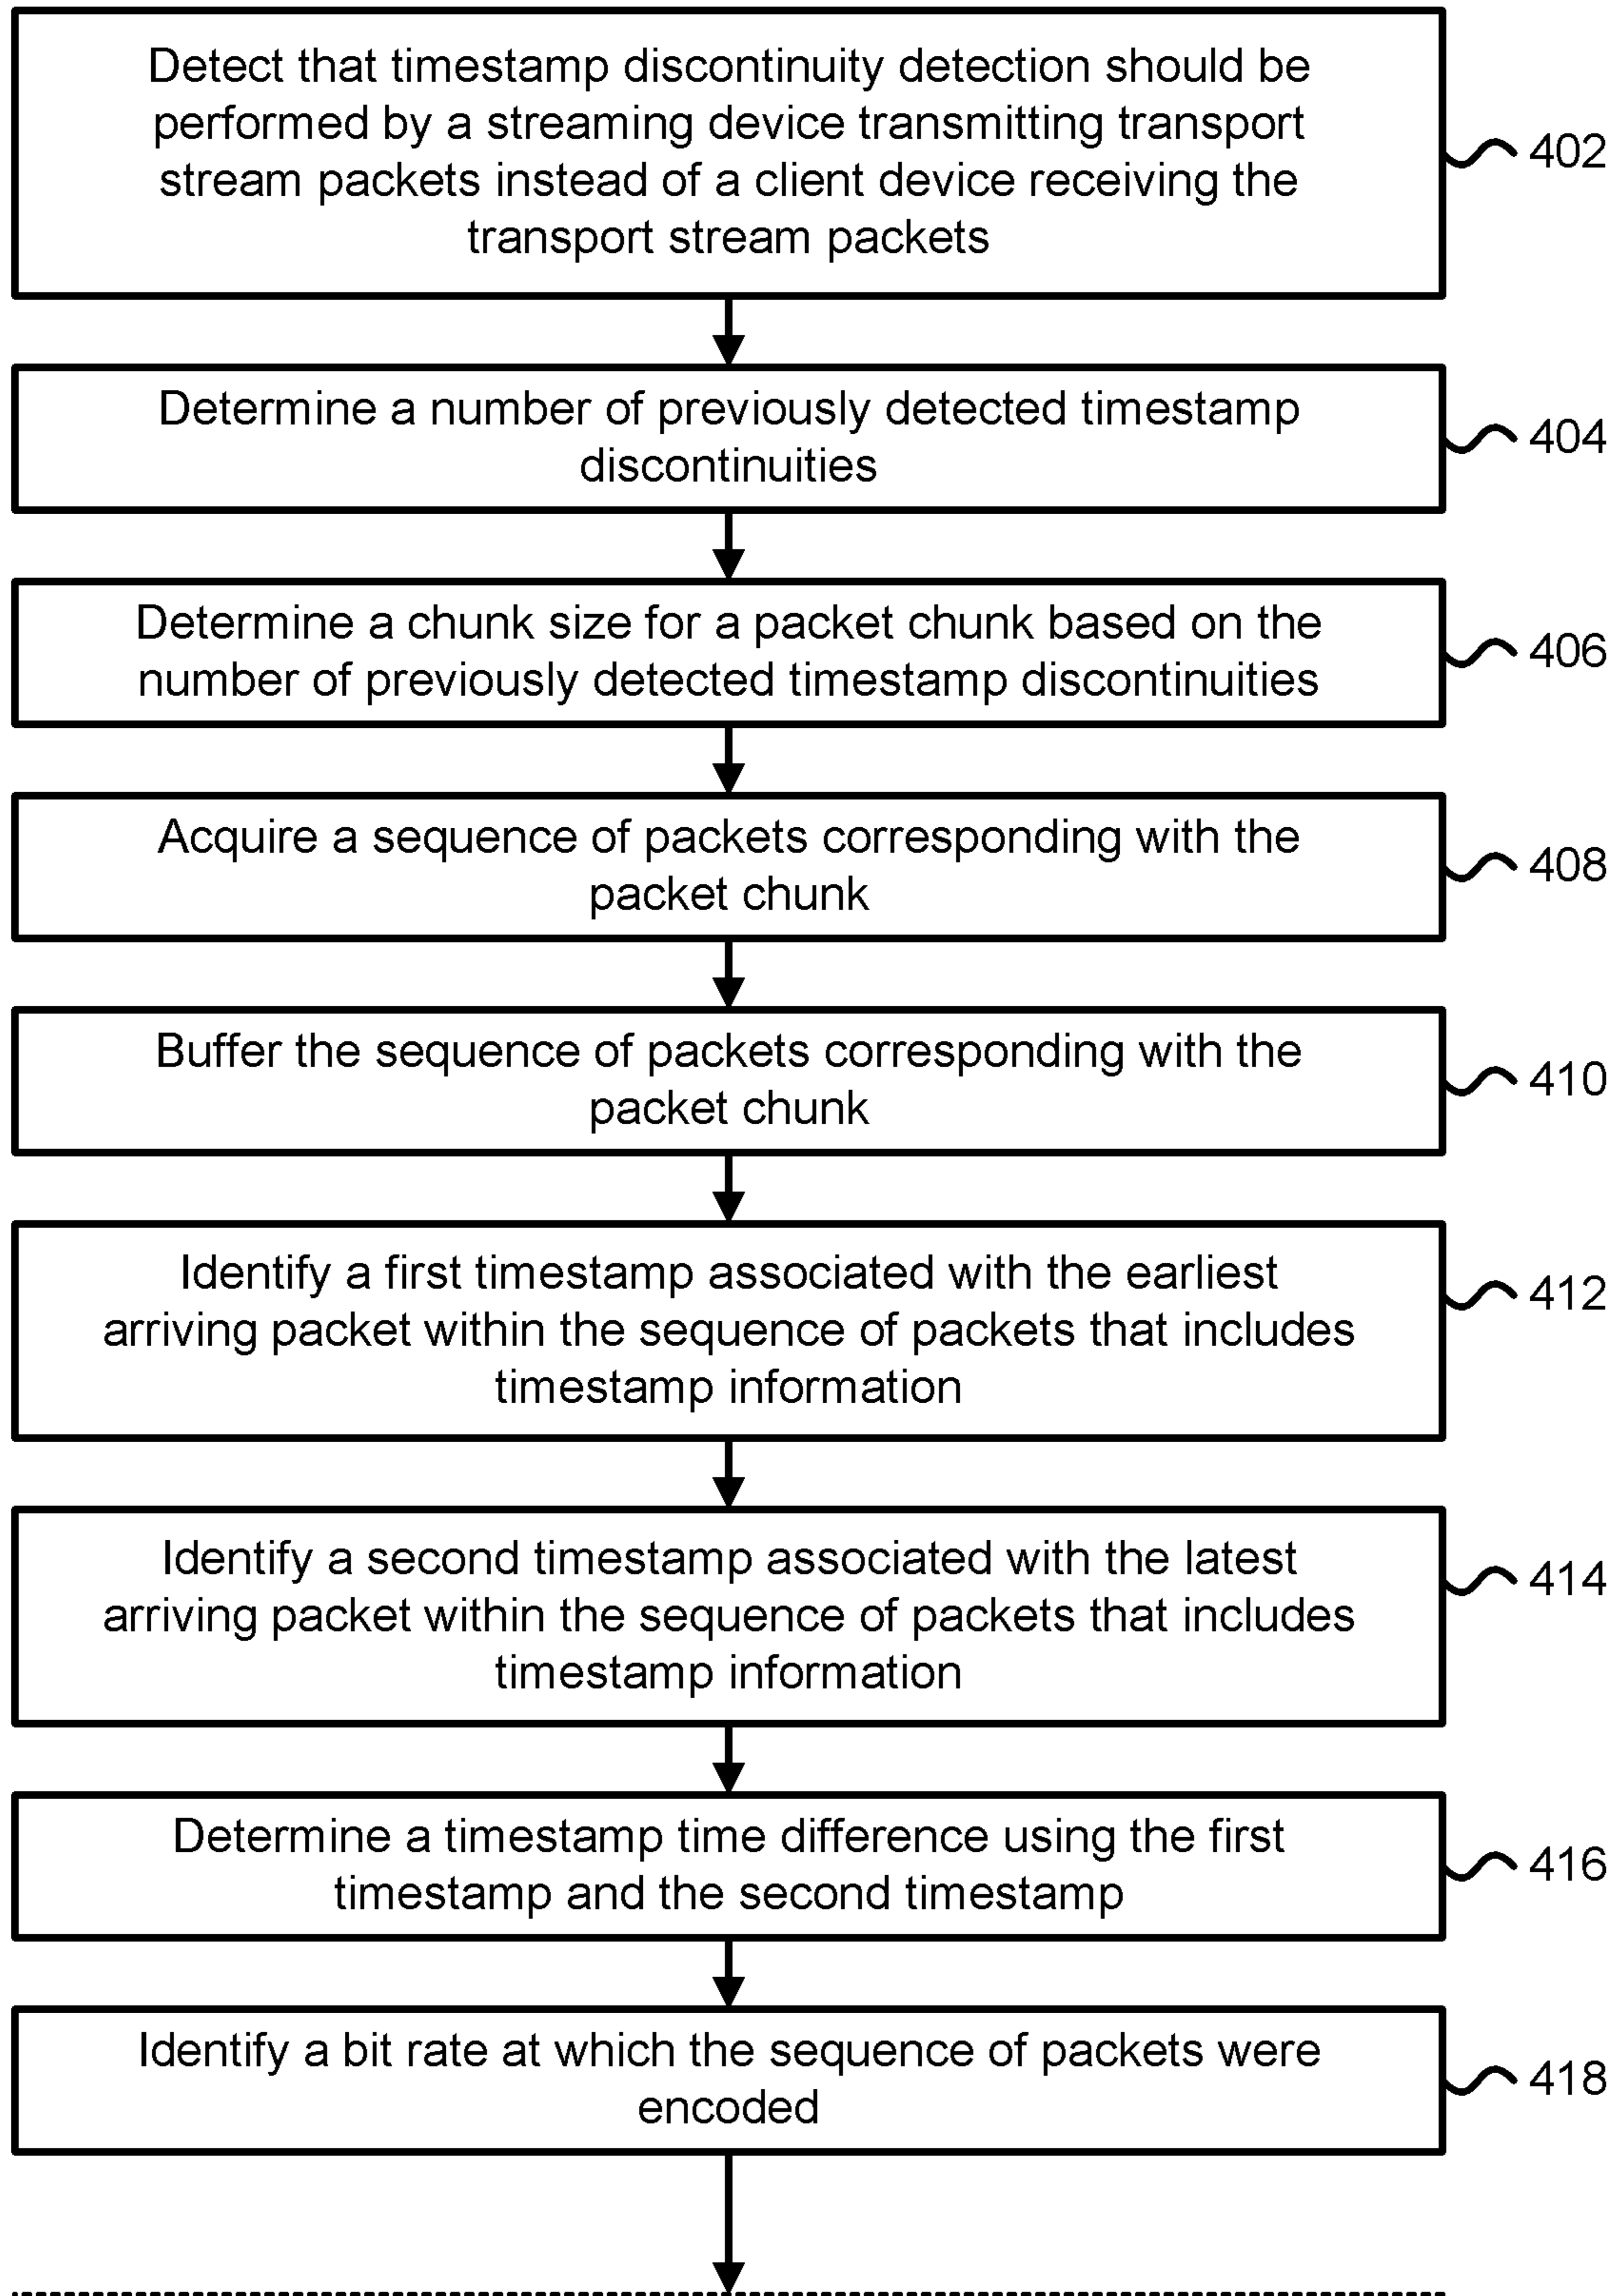 Detect that timestamp discontinuity detection should be
performed by a streaming device transmitting transport
stream packets instead of a client device receiving the
transport stream packets
402
Determine a number of previously detected timestamp
discontinuities
404
Determine a chunk size for a packet chunk based on the
number of previously detected timestamp discontinuities
406
Acquire a sequence of packets corresponding with the
packet chunk
408
Buffer the sequence of packets corresponding with the
packet chunk
410
Identify a first timestamp associated with the earliest
arriving packet within the sequence of packets that includes
timestamp information
412
Identify a second timestamp associated with the latest
arriving packet within the sequence of packets that includes
timestamp information
414
Determine a timestamp time difference using the first
timestamp and the second timestamp
416
Identify a bit rate at which the sequence of packets were
encoded
418